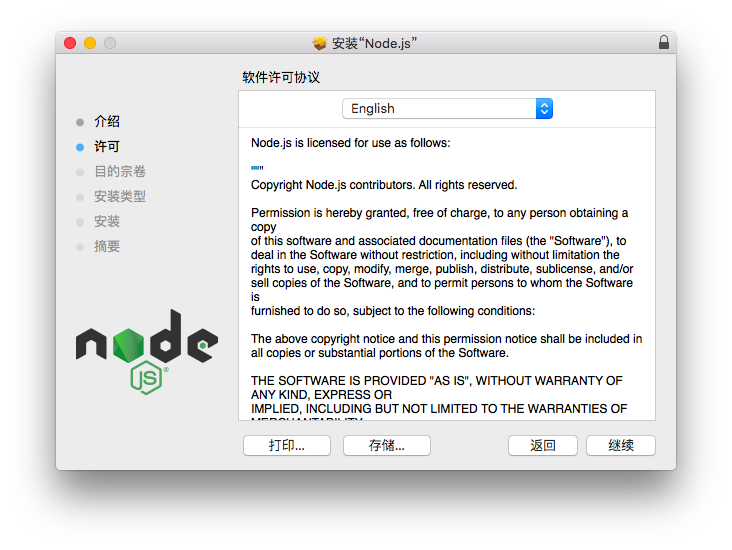 安装“Node.js”
软件许可协议
English
介绍
许可
目的宗卷
安装类型
安装
摘要
Node.js is licensed for use as follows:
"""
Copyright Node.js contributors. All rights reserved.
Permission is hereby granted, free of charge, to any person obtaining a
copy
of this software and associated documentation files (the "Software"), to
deal in the Software without restriction, including without limitation the
rights to use, copy, modify, merge, publish, distribute, sublicense, and/or
sell copies of the Software, and to permit persons to whom the Software
is
furnished to do so, subject to the following conditions:
The above copyright notice and this permission notice shall be included in
all copies or substantial portions of the Software.
THE SOFTWARE IS PROVIDED "AS IS", WITHOUT WARRANTY OF
ANY KIND, EXPRESS OR
IMPLIED, INCLUDING BUT NOT LIMITED TO THE WARRANTIES OF
MERCHANTABILITY
node
JS®
打印...
存储...
返回
继续